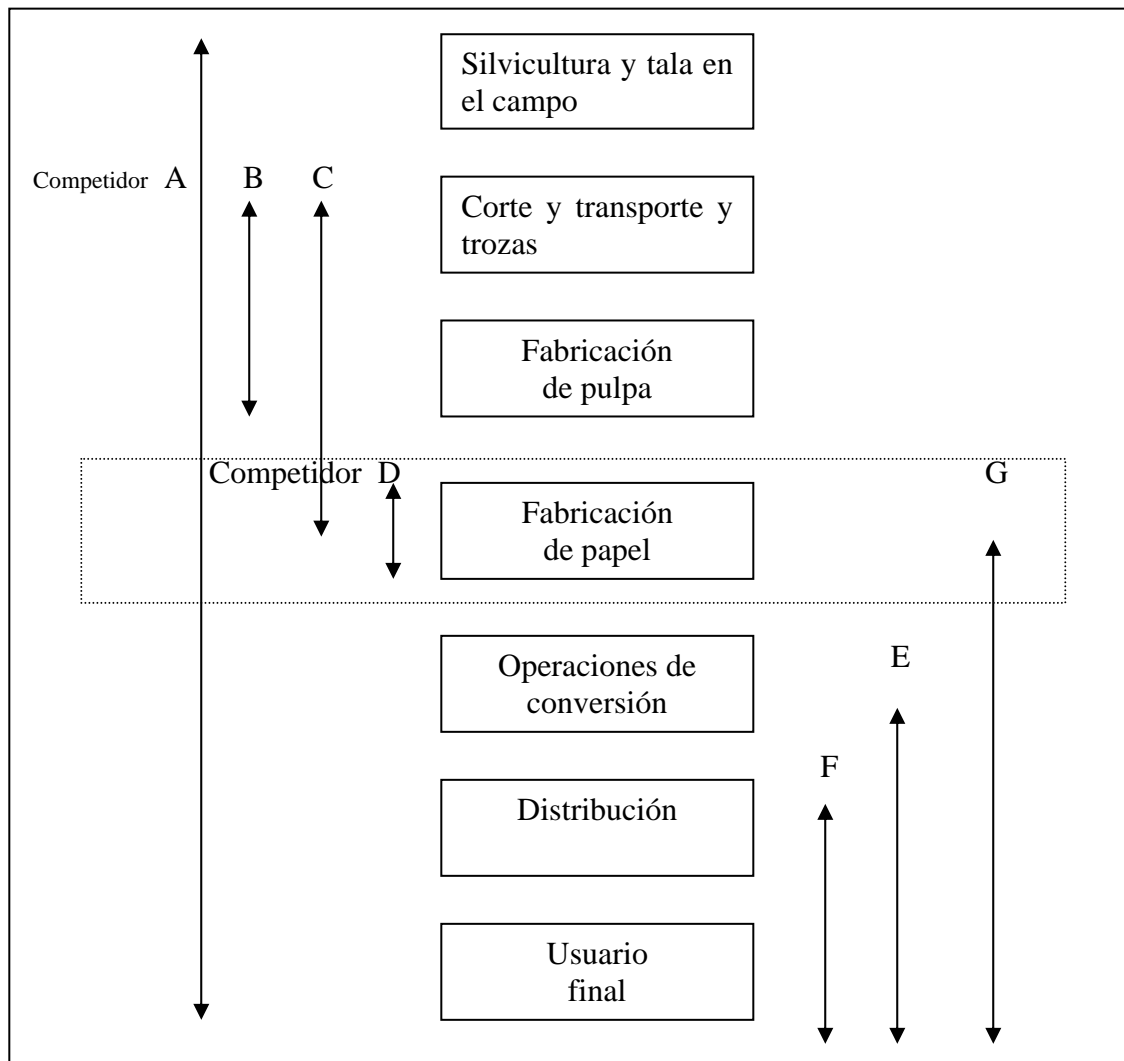 Silvicultura y tala en
el campo
Competidor A B C
Corte y transporte y
trozas
Fabricación
de pulpa
Competidor D
G
Fabricación
de papel
Operaciones de
conversión
E
F
Distribución
Usuario
final